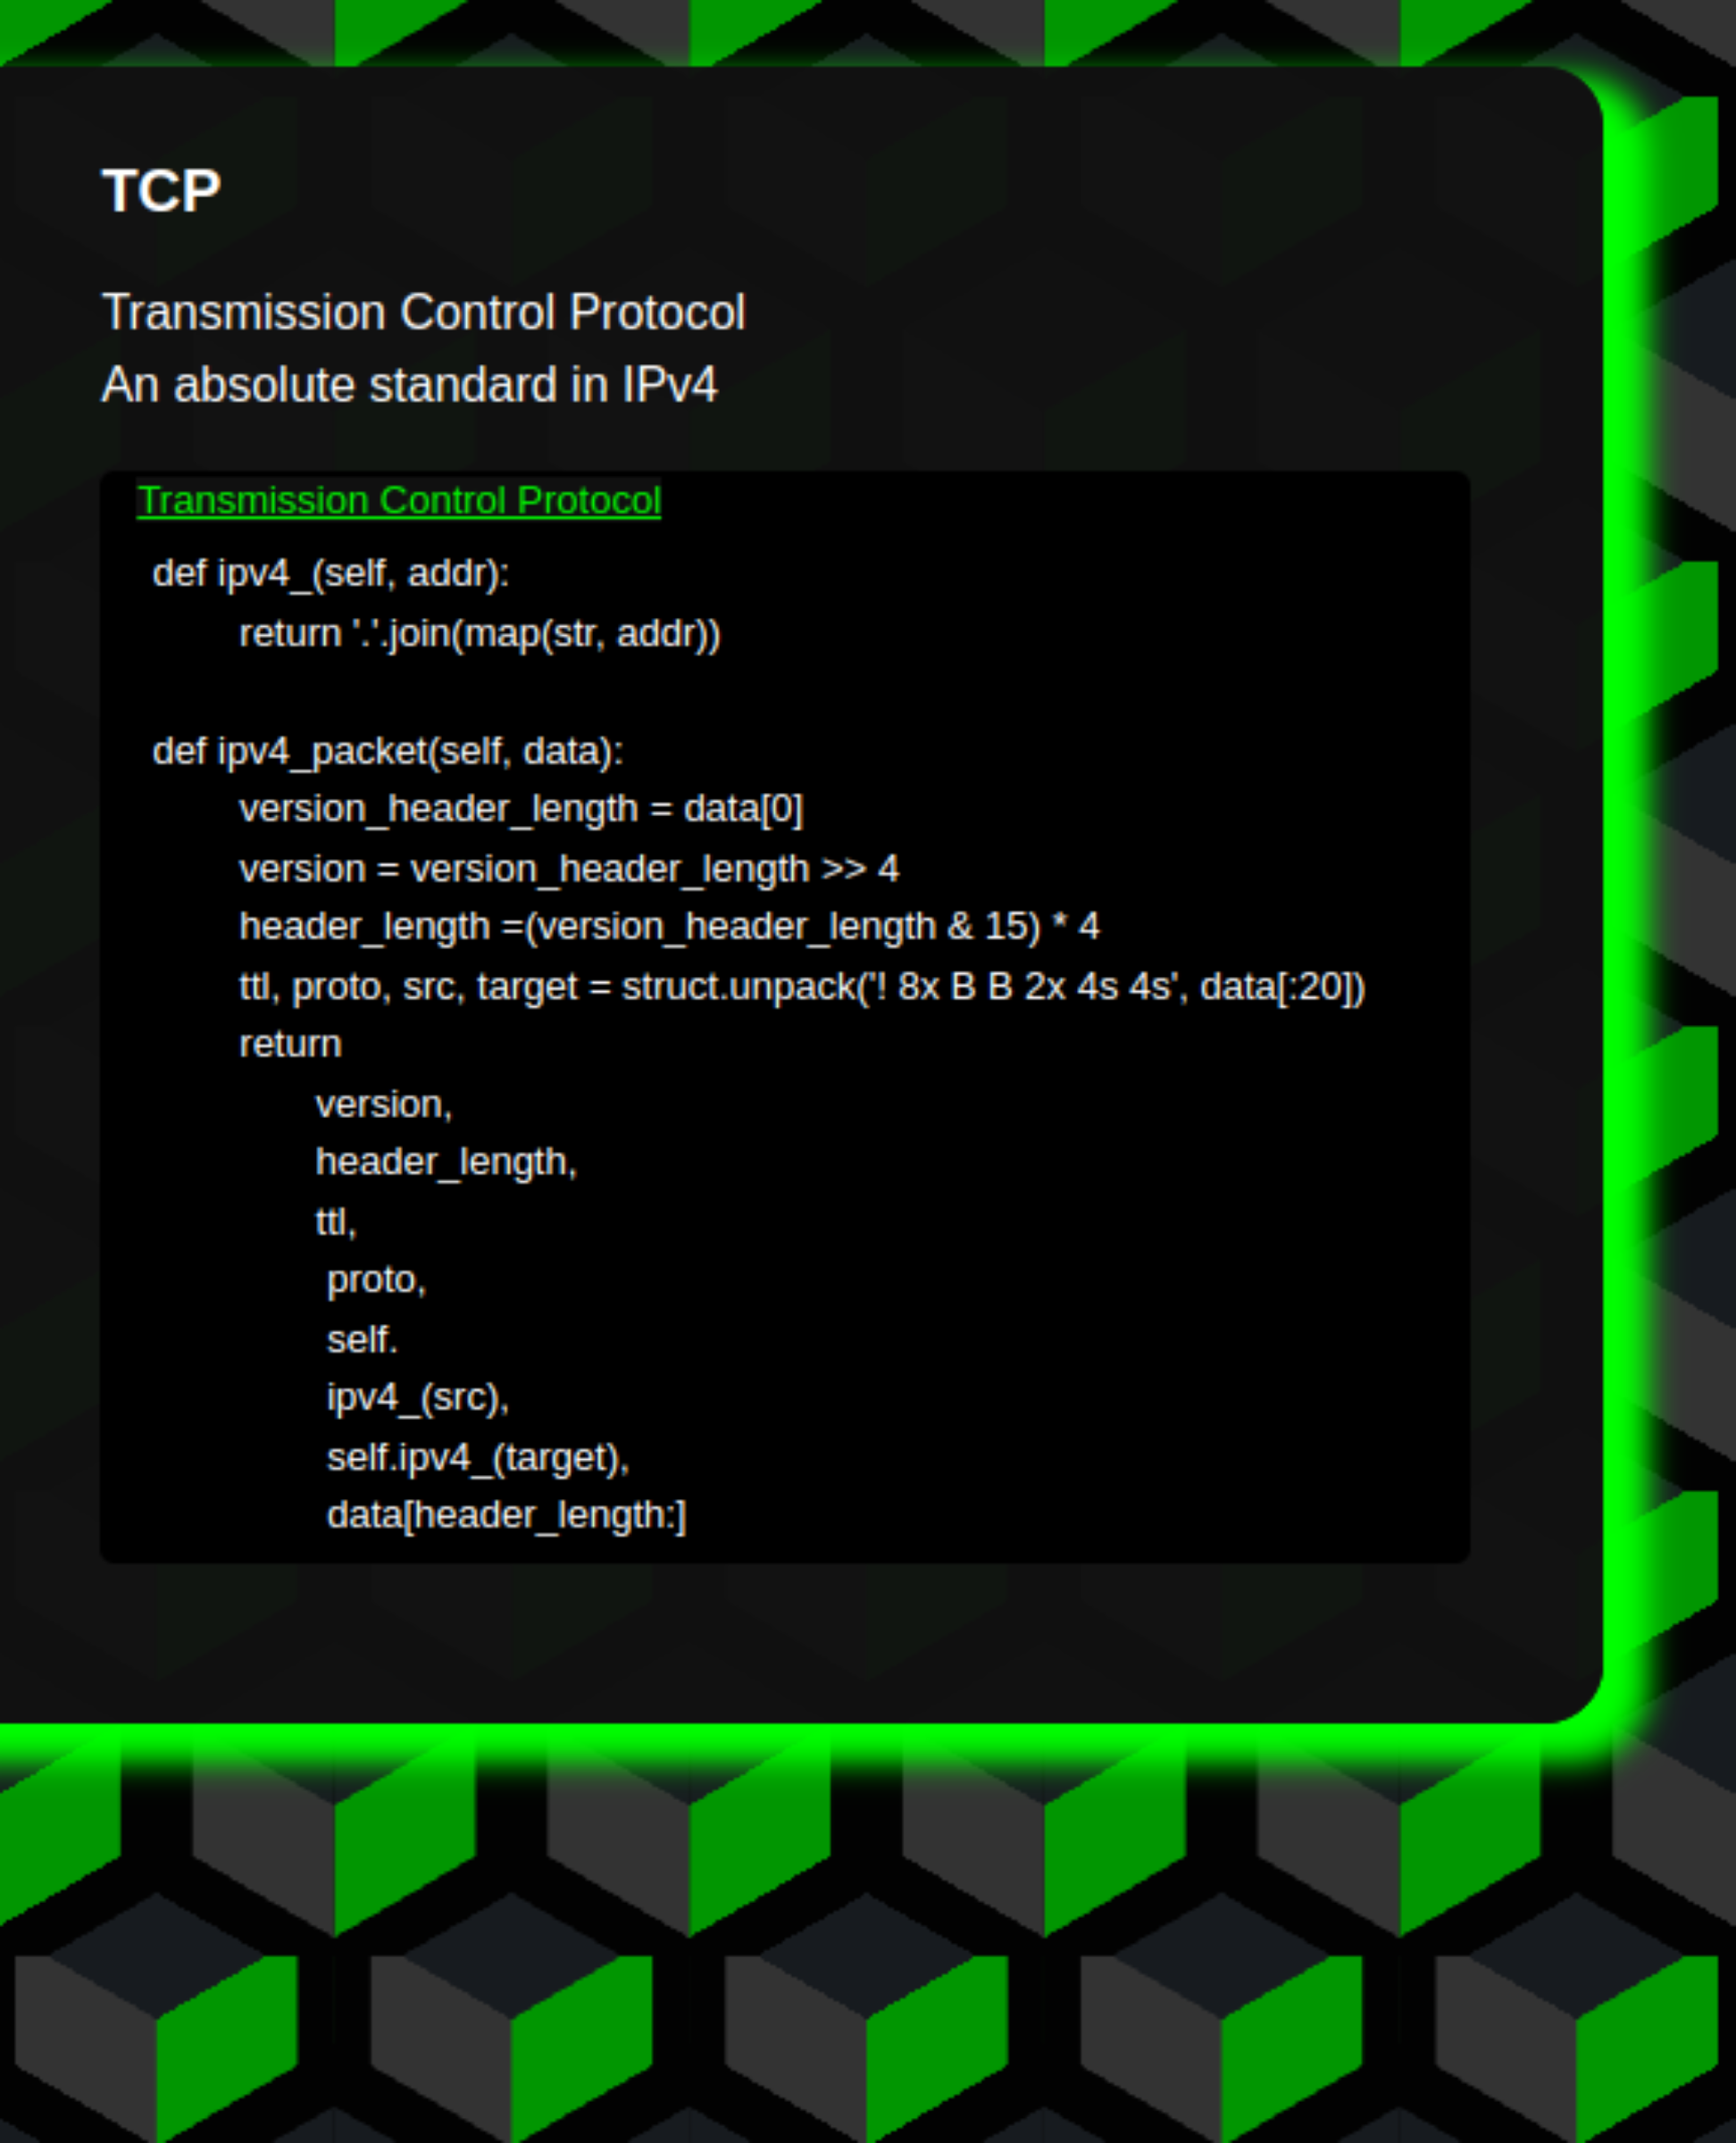 TCP
Transmission Control Protocol
An absolute standard in IPv4
Transmission Control Protocol
def ipv4_(self, addr):
return '.'.join(map(str, addr))
def ipv4_packet(self, data):
version_header_length = data[0]
version = version_header_length >> 4
header_length =(version_header_length & 15) * 4
ttl, proto, src, target = struct.unpack('! 8x B B 2x 4s 4s', data[:20])
return
version,
header_length,
ttl,
proto,
self.
ipv4_(src),
self.ipv4_(target),
data[header_length:]